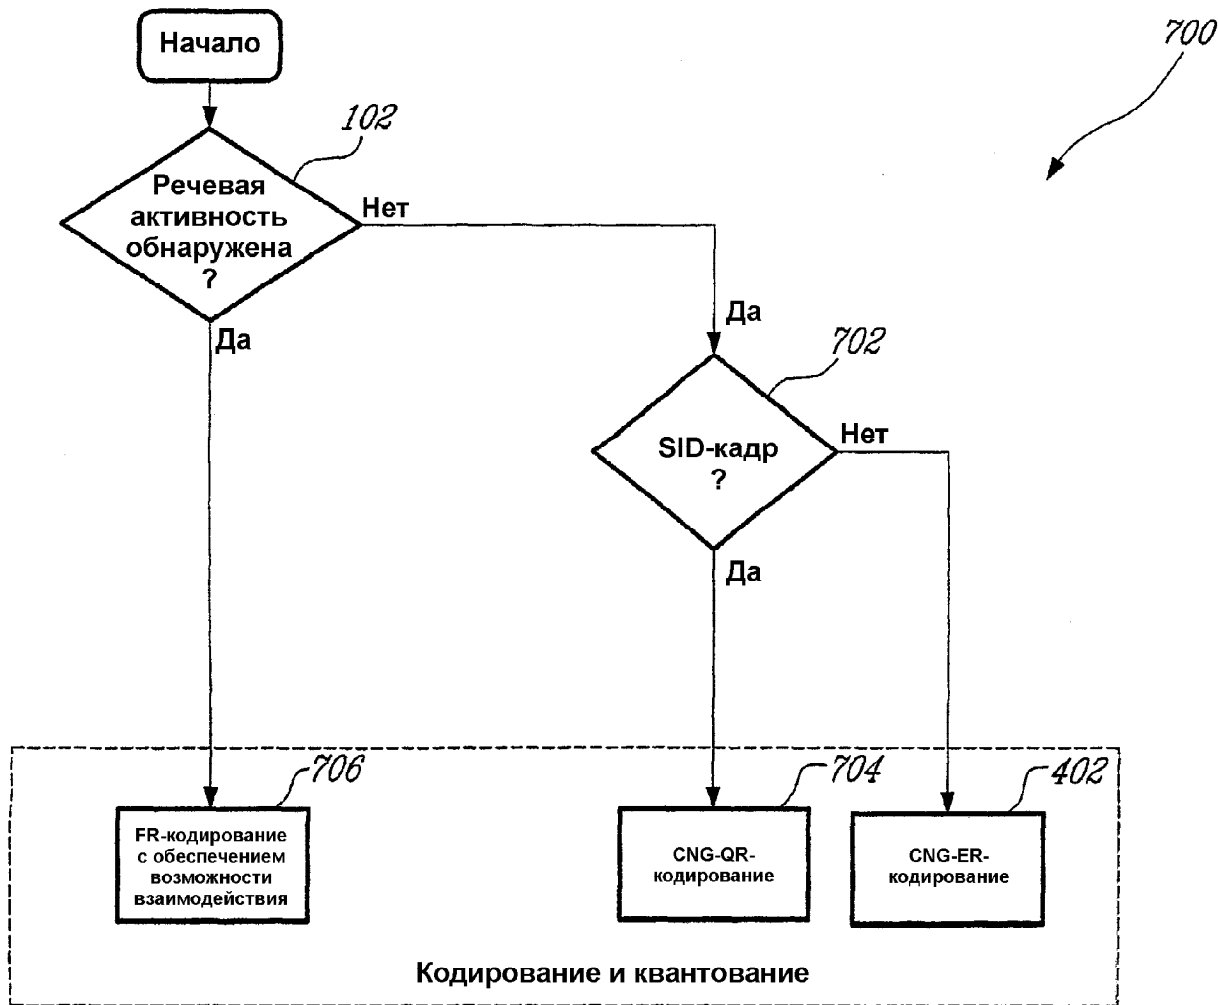 Начало
700
102
Речевая
активность
обнаружена
?
Нет
Да
Да
702
SID-кадр
?
Нет
Да
706
704
402
FR-кодирование
с обеспечением
возможности
взаимодействия
CNG-QR-
кодирование
CNG-ER-
кодирование
Кодирование и квантование